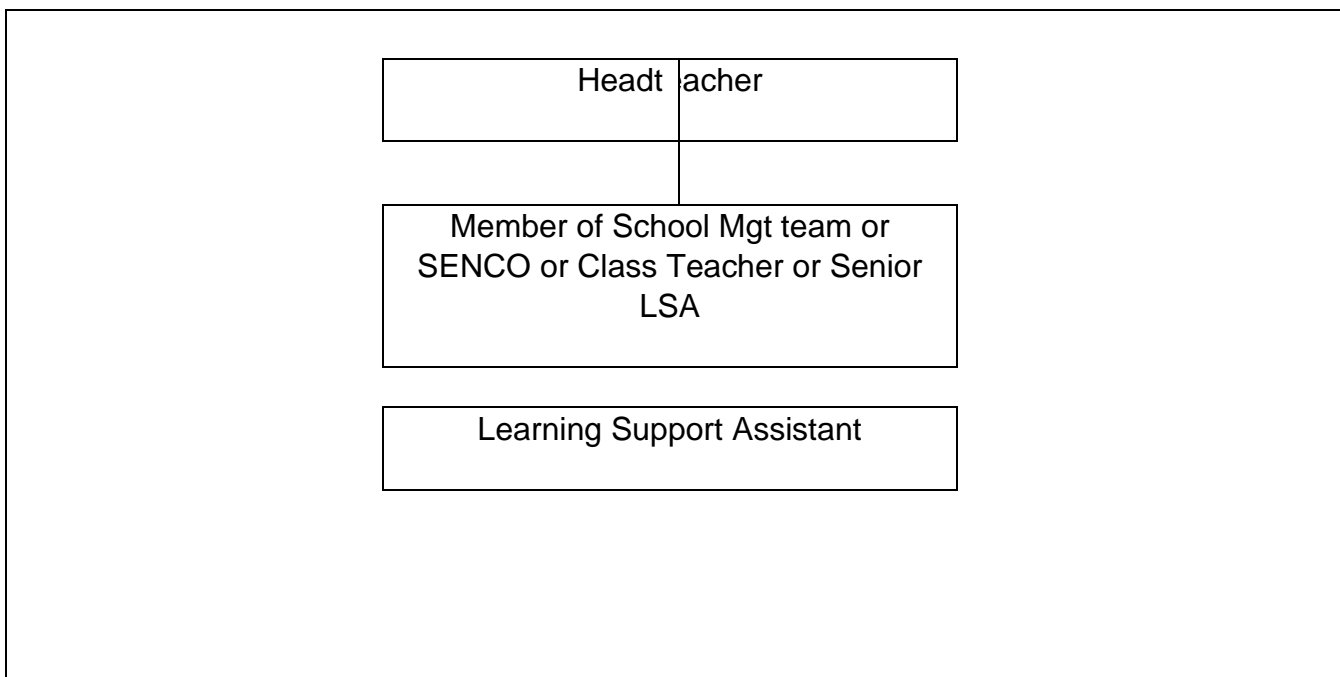 Headteacher
Member of School Mgt team or
SENCO or Class Teacher or Senior
LSA
Learning Support Assistant